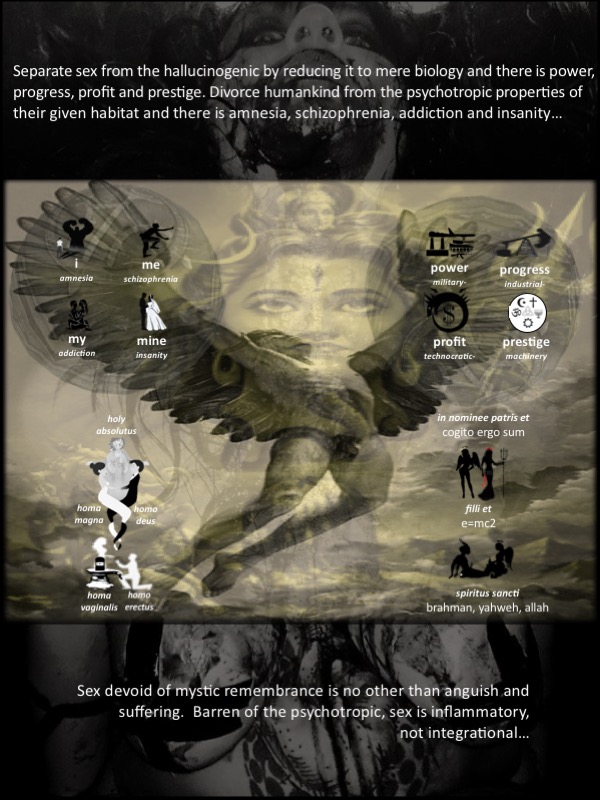 Separate sex from the hallucinogenic by reducing it to mere biology and there is power,
progress, profit and prestige. Divorce humankind from the psychotropic properties of
their given habitat and there is amnesia, schizophrenia, addiction and insanity...
i
amnesia
me
schizophrenia
my
addiction
mine
insanity
power
military-
progress
industrial-
profit
technocratic-
prestige
machinery
$
holy
absolutus
homa
magna
homo
deus
homa
vaginalis
homo
erectus
in nominee patris et
cogito ergo sum
filli et
e=mc2
spiritus sancti
brahman, yahweh, allah
Sex devoid of mystic remembrance is no other than anguish and
suffering. Barren of the psychotropic, sex is inflammatory,
not integrational...